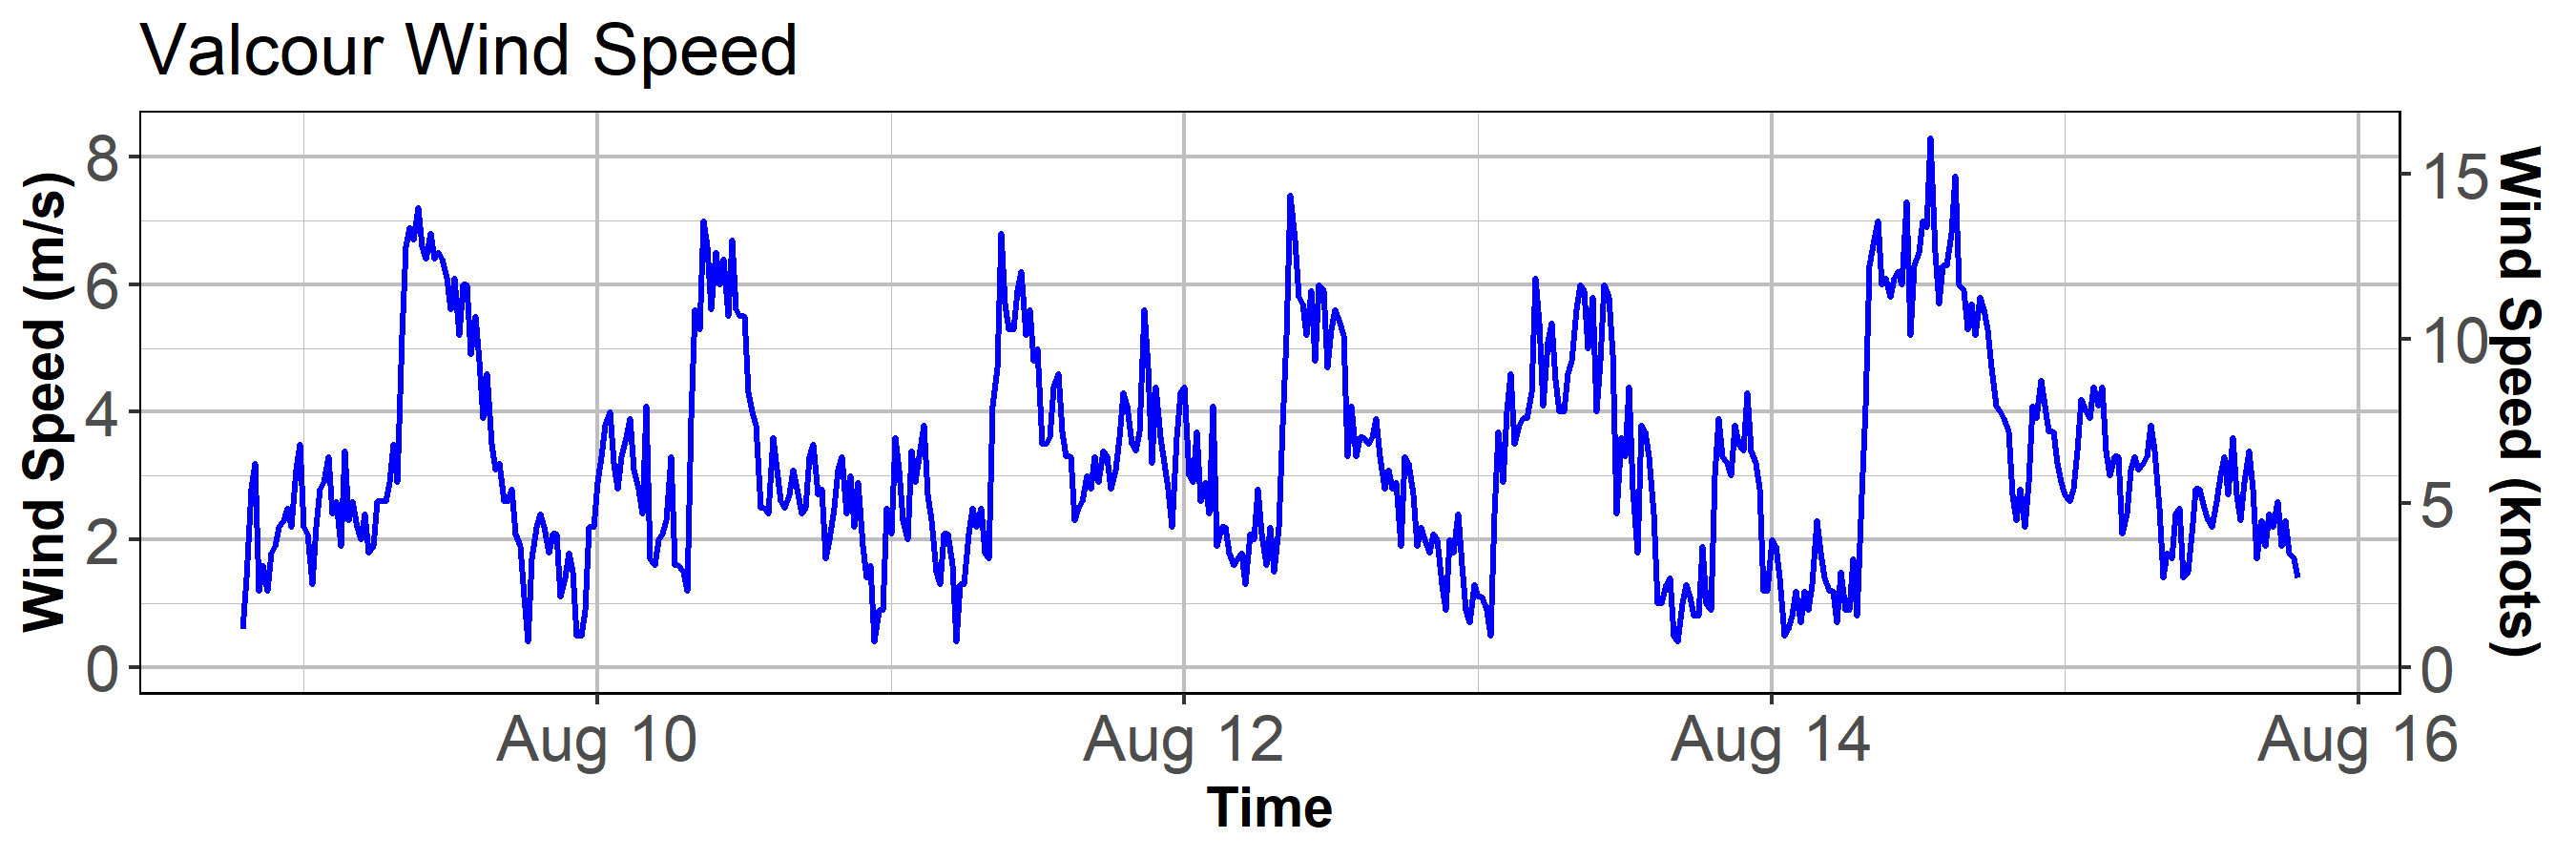 Valcour Wind Speed
Wind Speed (m/s)
8
6
4
2
0
15
10
5
0
Wind Speed (knots)
Aug 10
Aug 12
Aug 14
Aug 16
Time